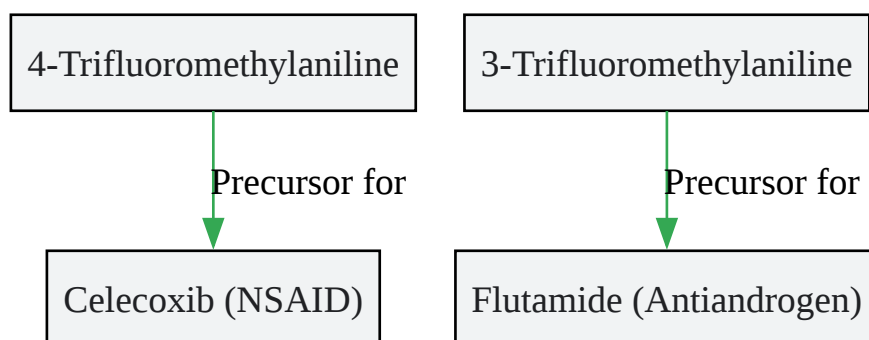 4-Trifluoromethylaniline
3-Trifluoromethylaniline
Precursor for
Precursor for
Celecoxib (NSAID)
Flutamide (Antiandrogen)